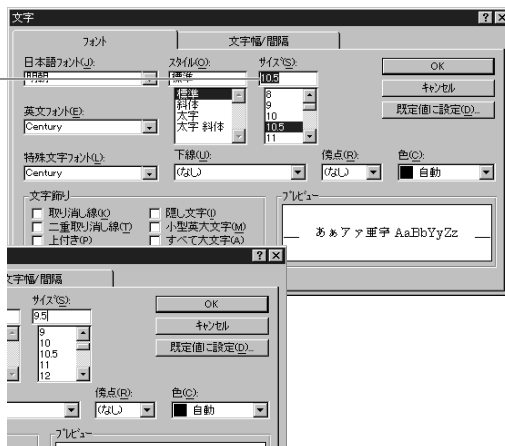 文字
フォント 文字幅/間隔
日本語フォント(J): スタイル(O): サイズ(S):
明朝 標準 10.5 OK
標準 8
斜体 9 キャンセル
英文フォント(E): 太字 10
Century 太字 斜体 10.5 既定値に設定(D)...
11
特殊文字フォント(L): 下線(U): 傍点(R): 色(C):
Century (なし) (なし) 自動
文字飾り プレビュー
取り消し線(K) 隠し文字(I)
二重取り消し線(T) 小型英大文字(M)
上付き(P) すべて大文字(A)
ああアァ亜宇 AaBbYyZz
文字幅/間隔
サイズ(S):
9.5 OK
9
10 キャンセル
10.5
11 既定値に設定(D)...
12
傍点(R): 色(C):
(なし) 自動
プレビュー